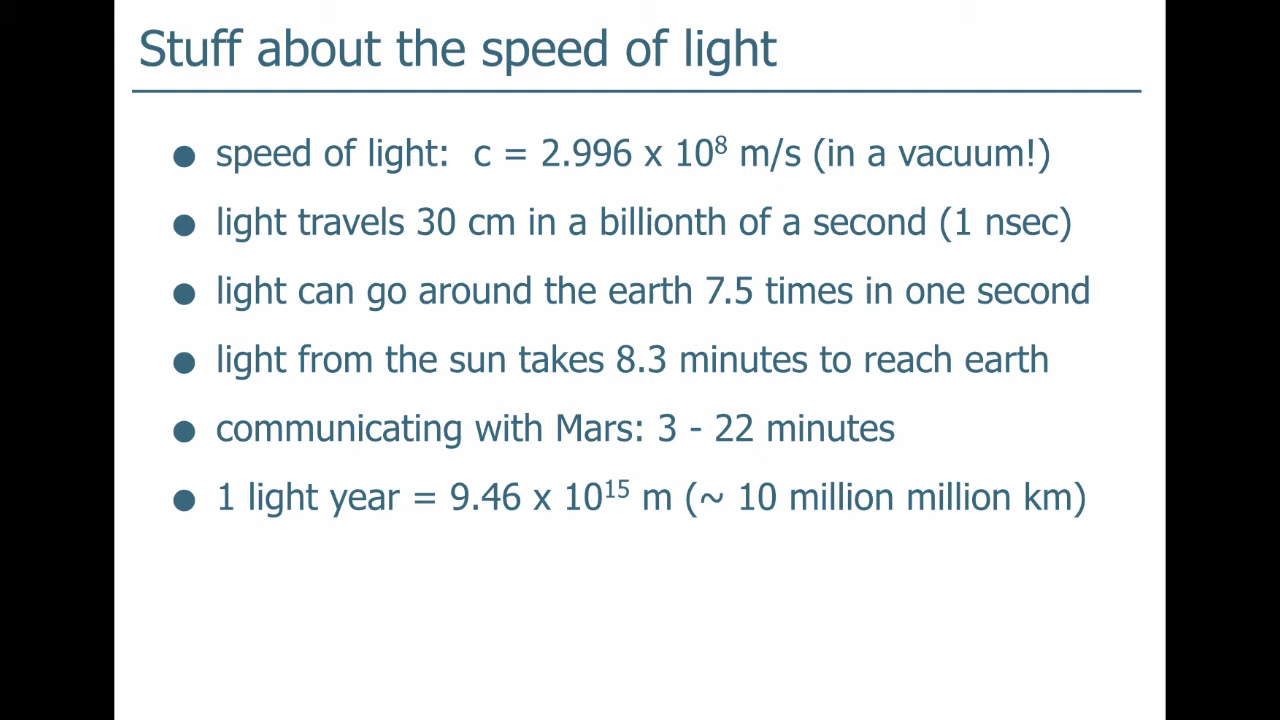 Stuff about the speed of light
● speed of light: c = 2.996 x 10⁸ m/s (in a vacuum!)
● light travels 30 cm in a billionth of a second (1 nsec)
● light can go around the earth 7.5 times in one second
● light from the sun takes 8.3 minutes to reach earth
● communicating with Mars: 3 - 22 minutes
● 1 light year = 9.46 x 10¹⁵ m (~ 10 million million km)